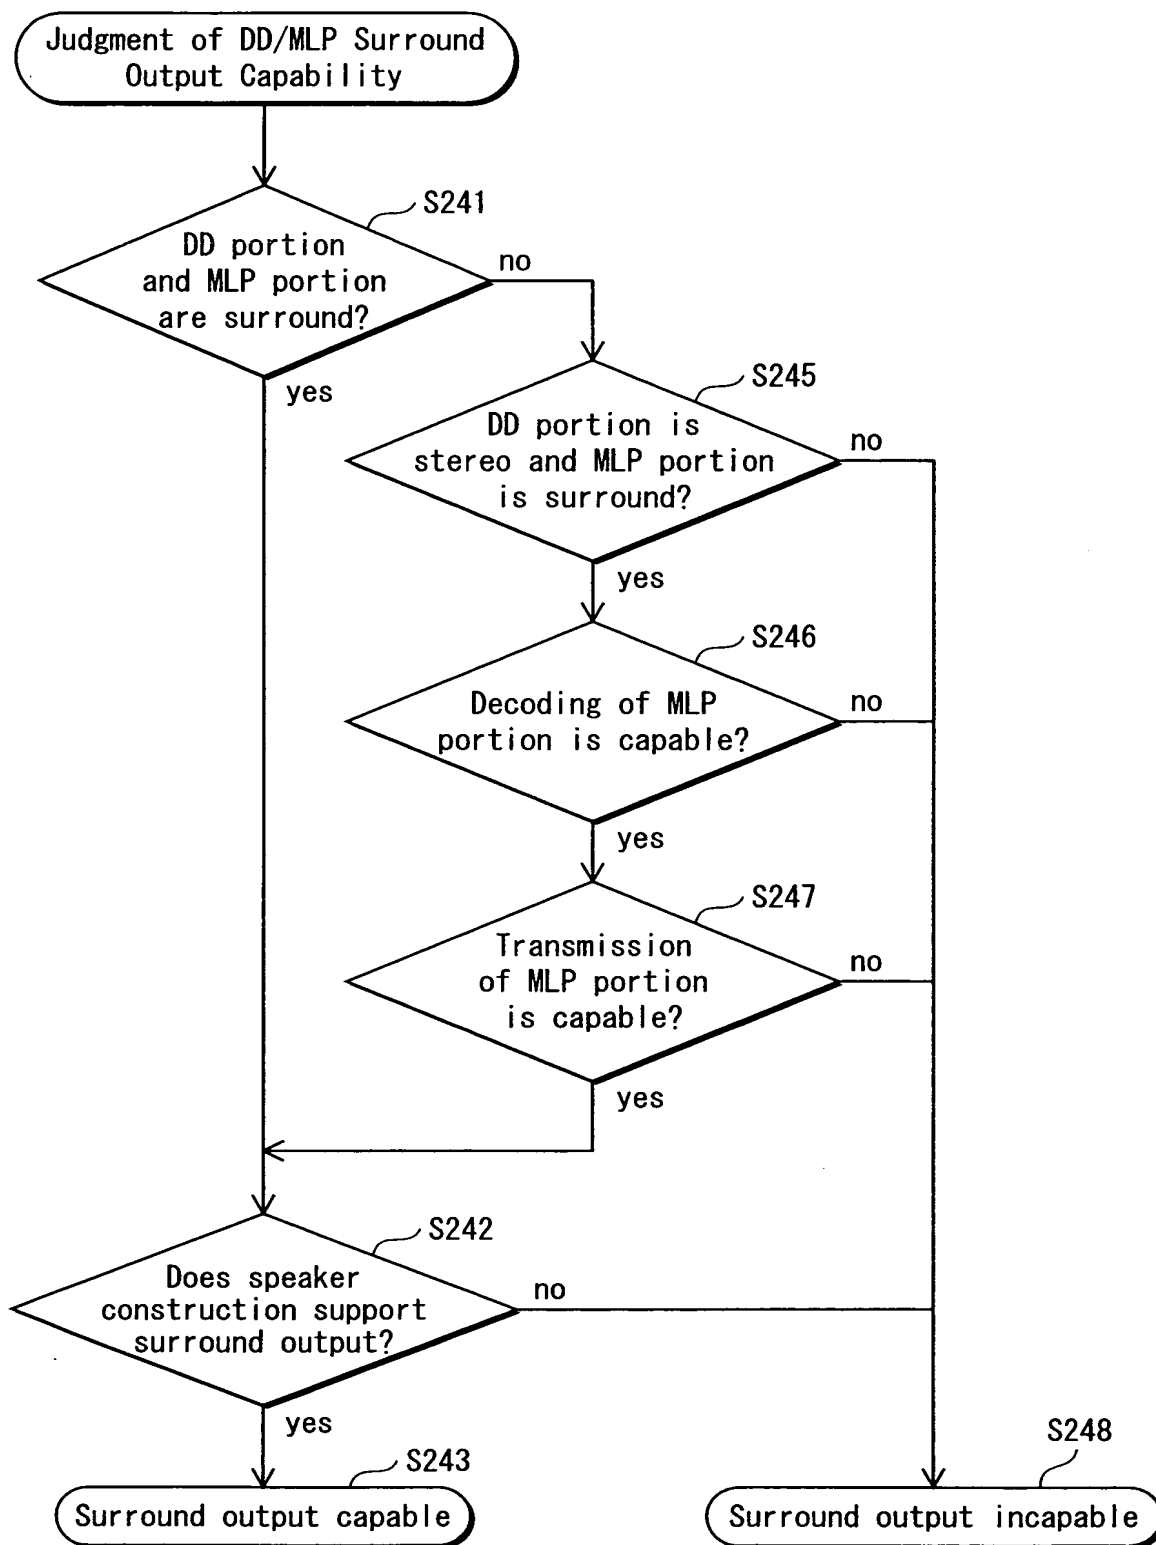 Judgment of DD/MLP Surround
Output Capability
S241
DD portion
and MLP portion
are surround?
no
yes
S245
DD portion is
stereo and MLP portion
is surround?
no
yes
S246
Decoding of MLP
portion is capable?
no
yes
S247
Transmission
of MLP portion
is capable?
no
yes
S242
Does speaker
construction support
surround output?
no
yes
S243
Surround output capable
S248
Surround output incapable